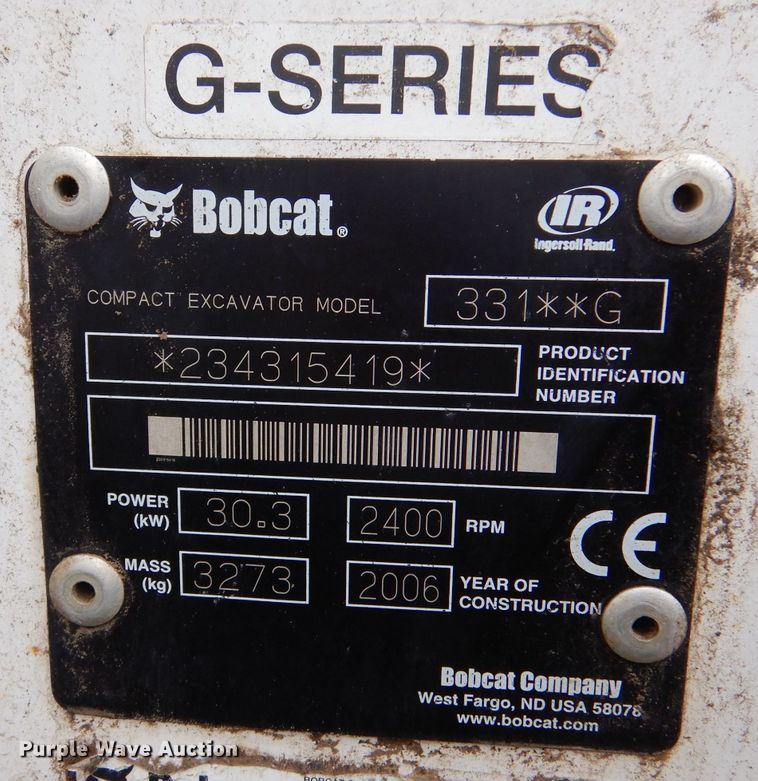 G-SERIES
Bobcat®
IR
Ingersoll-Rand.
COMPACT EXCAVATOR MODEL 331**G
*234315419* PRODUCT
IDENTIFICATION
NUMBER
POWER
(kW) 30.3 2400 RPM
MASS
(kg) 3273 2006 YEAR OF
CONSTRUCTION
CE
Bobcat Company
West Fargo, ND USA 58078
www.bobcat.com
Purple Wave Auction